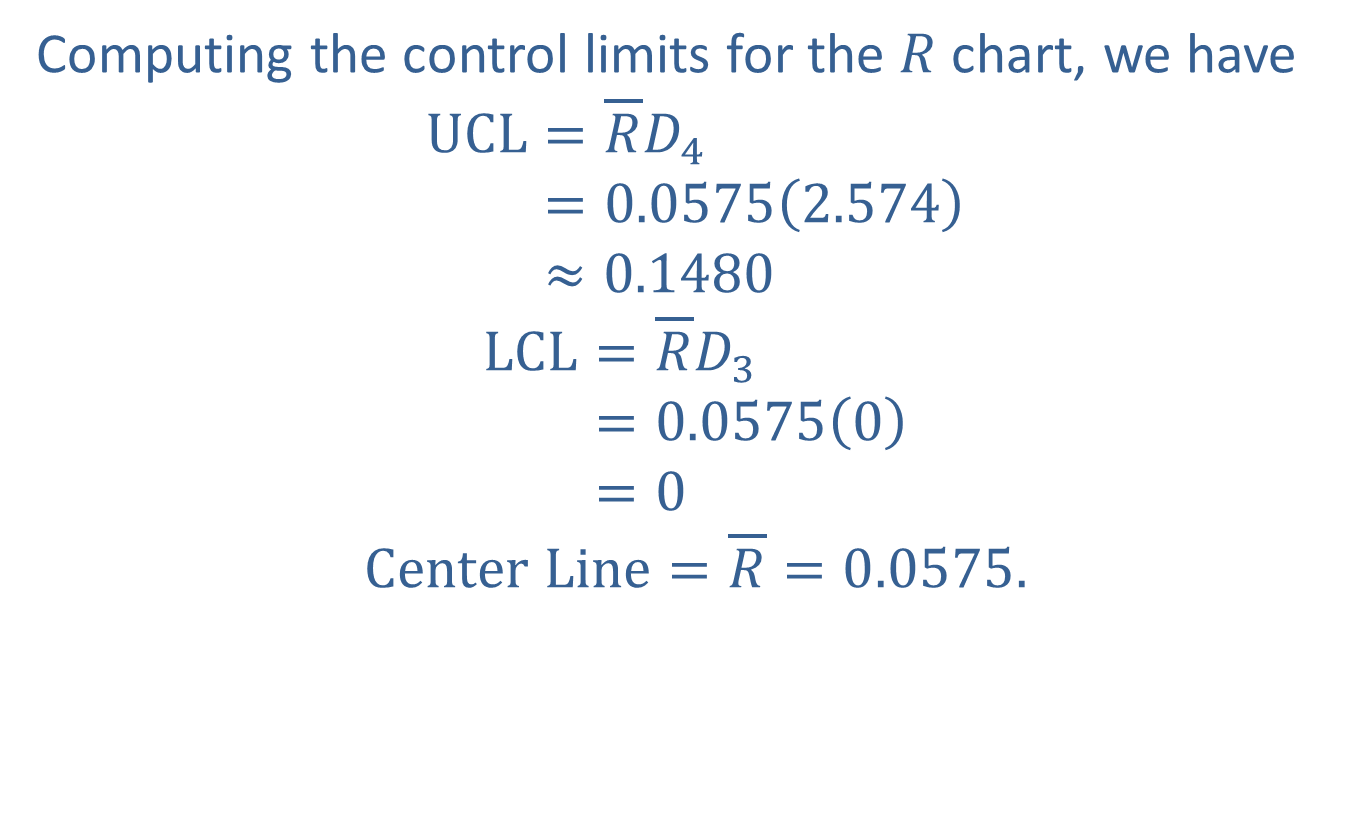 Computing the control limits for the R chart, we have
UCL = R̅D₄
= 0.0575(2.574)
≈ 0.1480
LCL = R̅D₃
= 0.0575(0)
= 0
Center Line = R̅ = 0.0575.